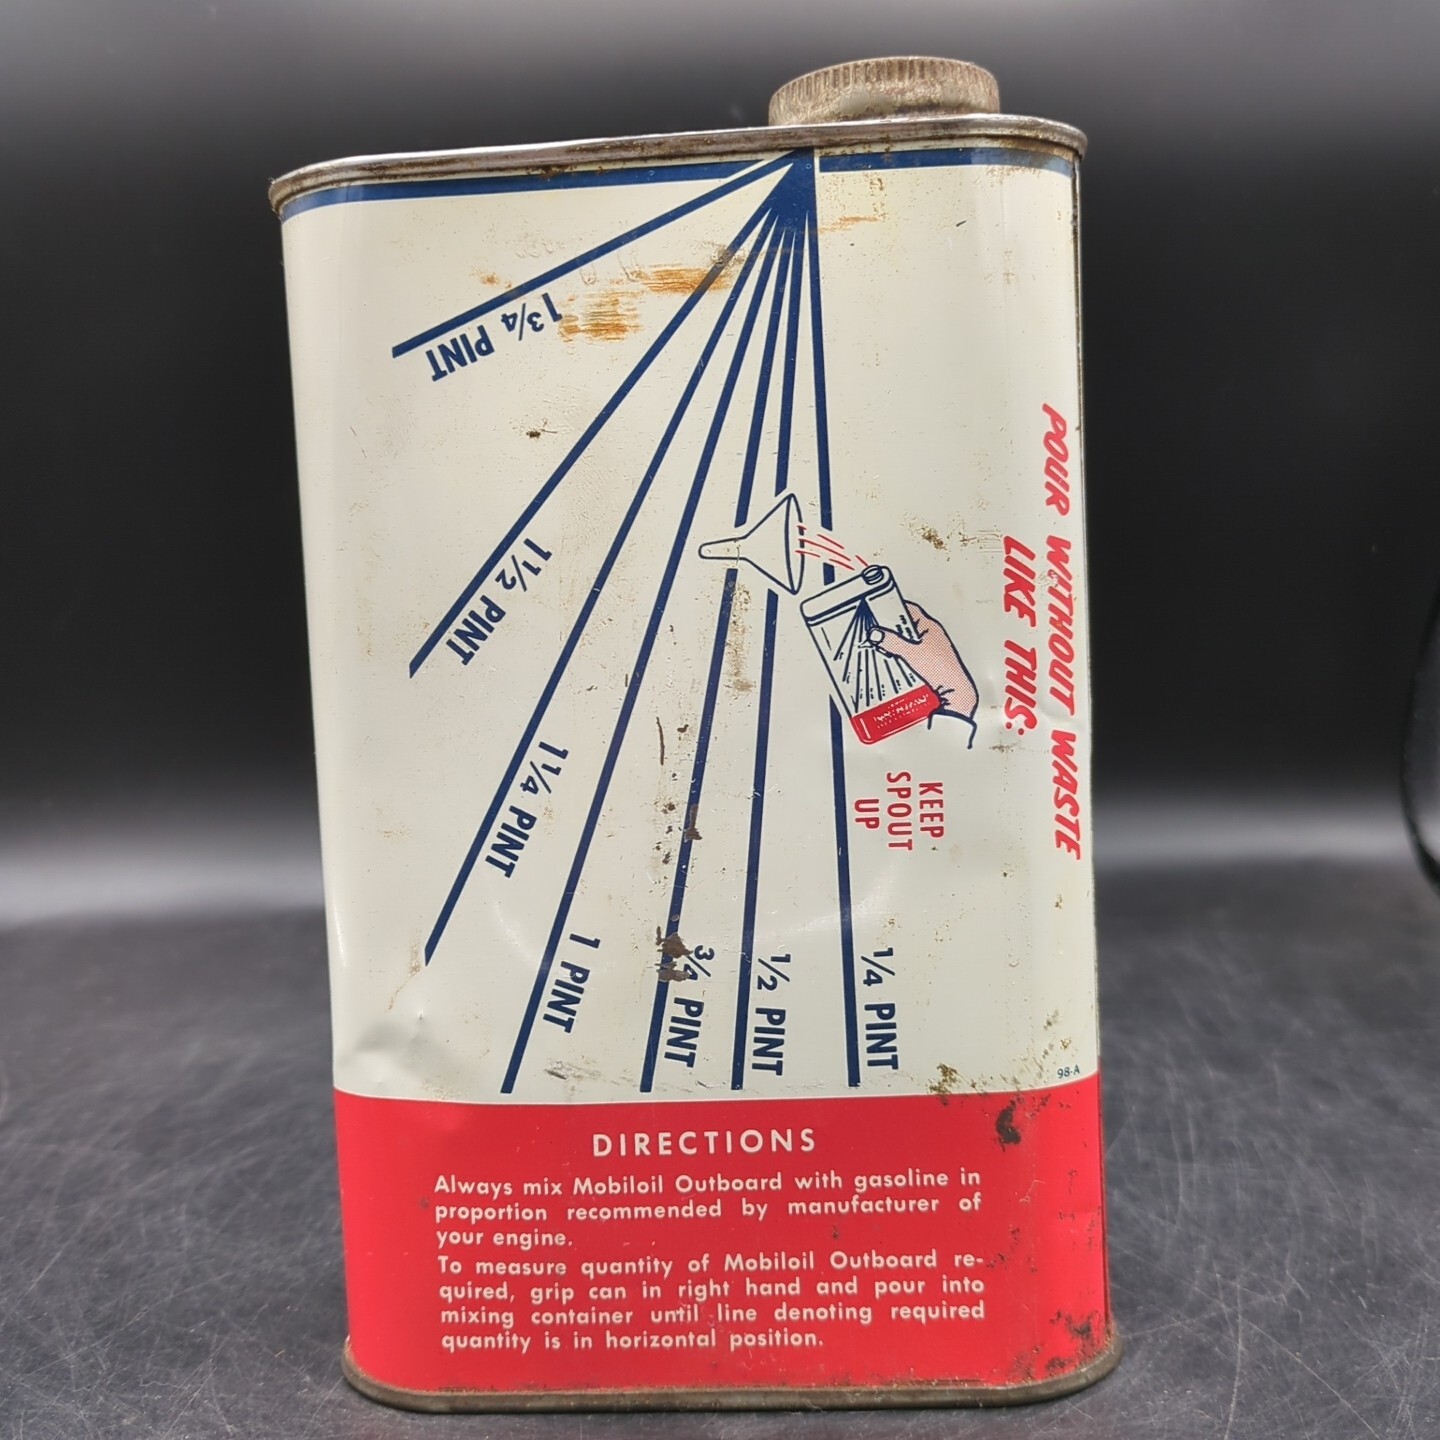 1¾ PINT
1½ PINT
1¼ PINT
1 PINT
¾ PINT
½ PINT
¼ PINT
POUR WITHOUT WASTE
LIKE THIS:
KEEP
SPOUT
UP
98-A
DIRECTIONS
Always mix Mobiloil Outboard with gasoline in
proportion recommended by manufacturer of
your engine.
To measure quantity of Mobiloil Outboard re-
quired, grip can in right hand and pour into
mixing container until line denoting required
quantity is in horizontal position.